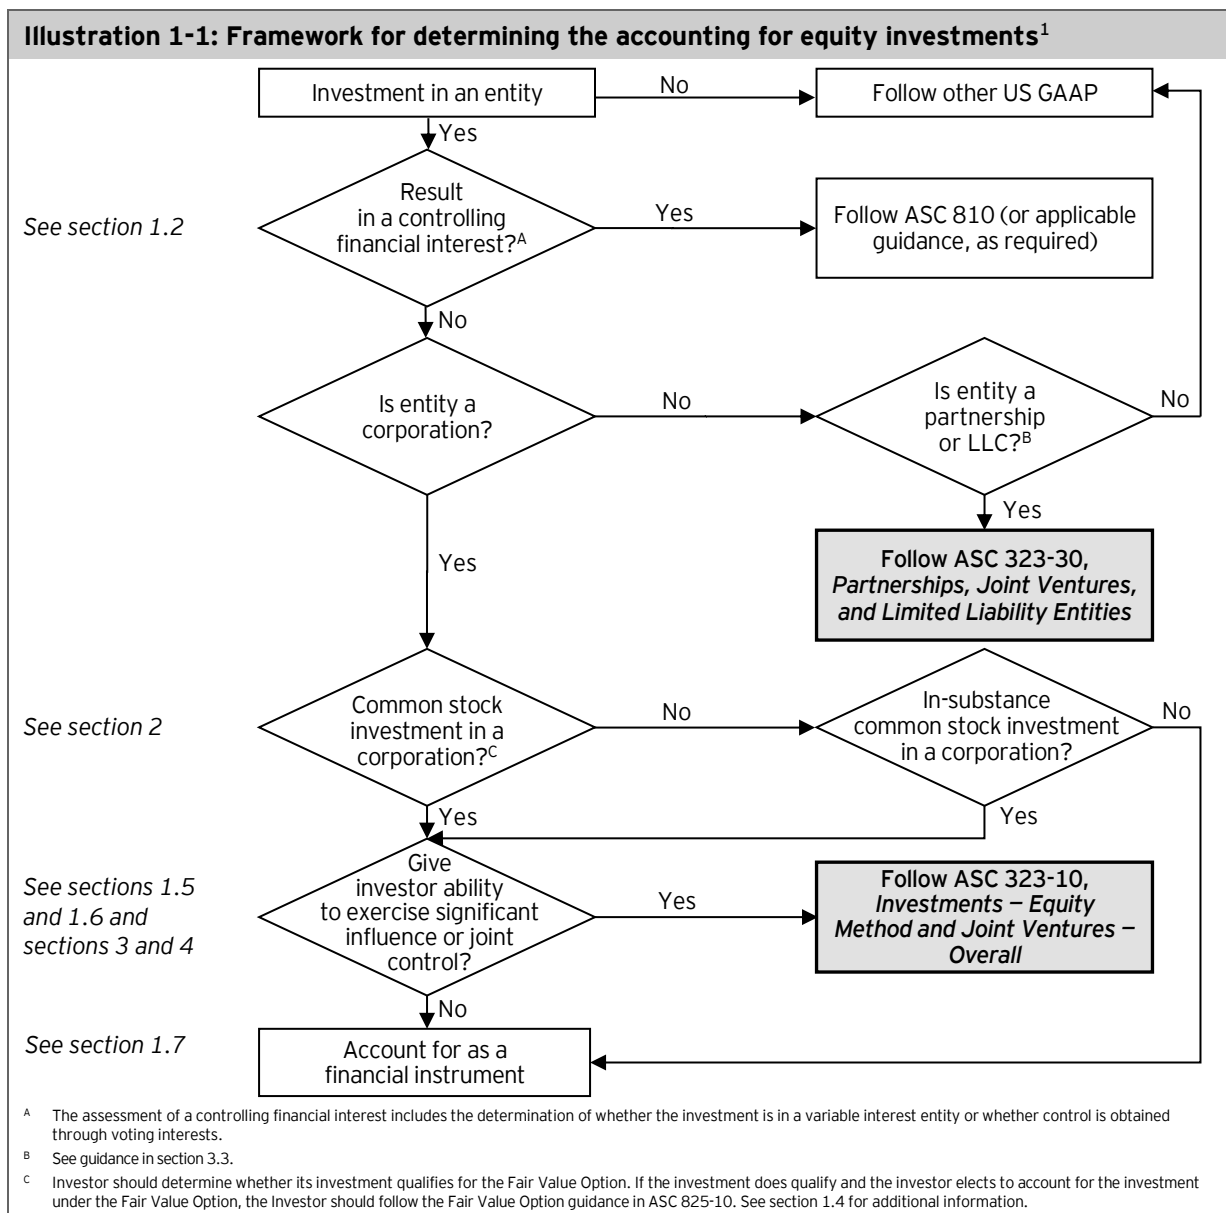 Illustration 1-1: Framework for determining the accounting for equity investments¹
Investment in an entity
No
Follow other US GAAP
Yes
See section 1.2
Result
in a controlling
financial interest?ᴬ
Yes
Follow ASC 810 (or applicable
guidance, as required)
No
Is entity a
corporation?
No
Is entity a
partnership
or LLC?ᴮ
No
Yes
Yes
Follow ASC 323-30,
Partnerships, Joint Ventures,
and Limited Liability Entities
See section 2
Common stock
investment in a
corporation?ᶜ
No
In-substance
common stock investment
in a corporation?
No
Yes
Yes
See sections 1.5
and 1.6 and
sections 3 and 4
Give
investor ability
to exercise significant
influence or joint
control?
Yes
Follow ASC 323-10,
Investments – Equity
Method and Joint Ventures –
Overall
No
See section 1.7
Account for as a
financial instrument
A The assessment of a controlling financial interest includes the determination of whether the investment is in a variable interest entity or whether control is obtained
through voting interests.
B See guidance in section 3.3.
C Investor should determine whether its investment qualifies for the Fair Value Option. If the investment does qualify and the investor elects to account for the investment
under the Fair Value Option, the Investor should follow the Fair Value Option guidance in ASC 825-10. See section 1.4 for additional information.